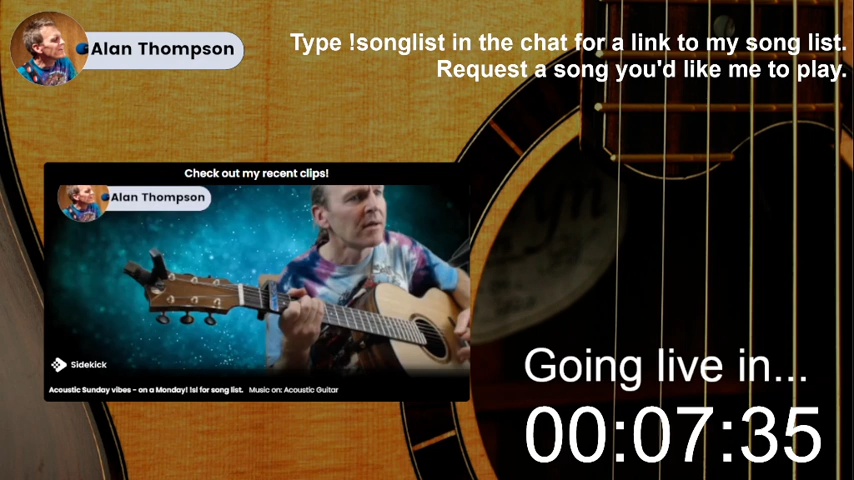 Alan Thompson
Type !songlist in the chat for a link to my song list.
Request a song you'd like me to play.
Check out my recent clips!
Alan Thompson
Sidekick
Acoustic Sunday vibes - on a Monday! !sl for song list. Music on: Acoustic Guitar
Going live in...
00:07:35